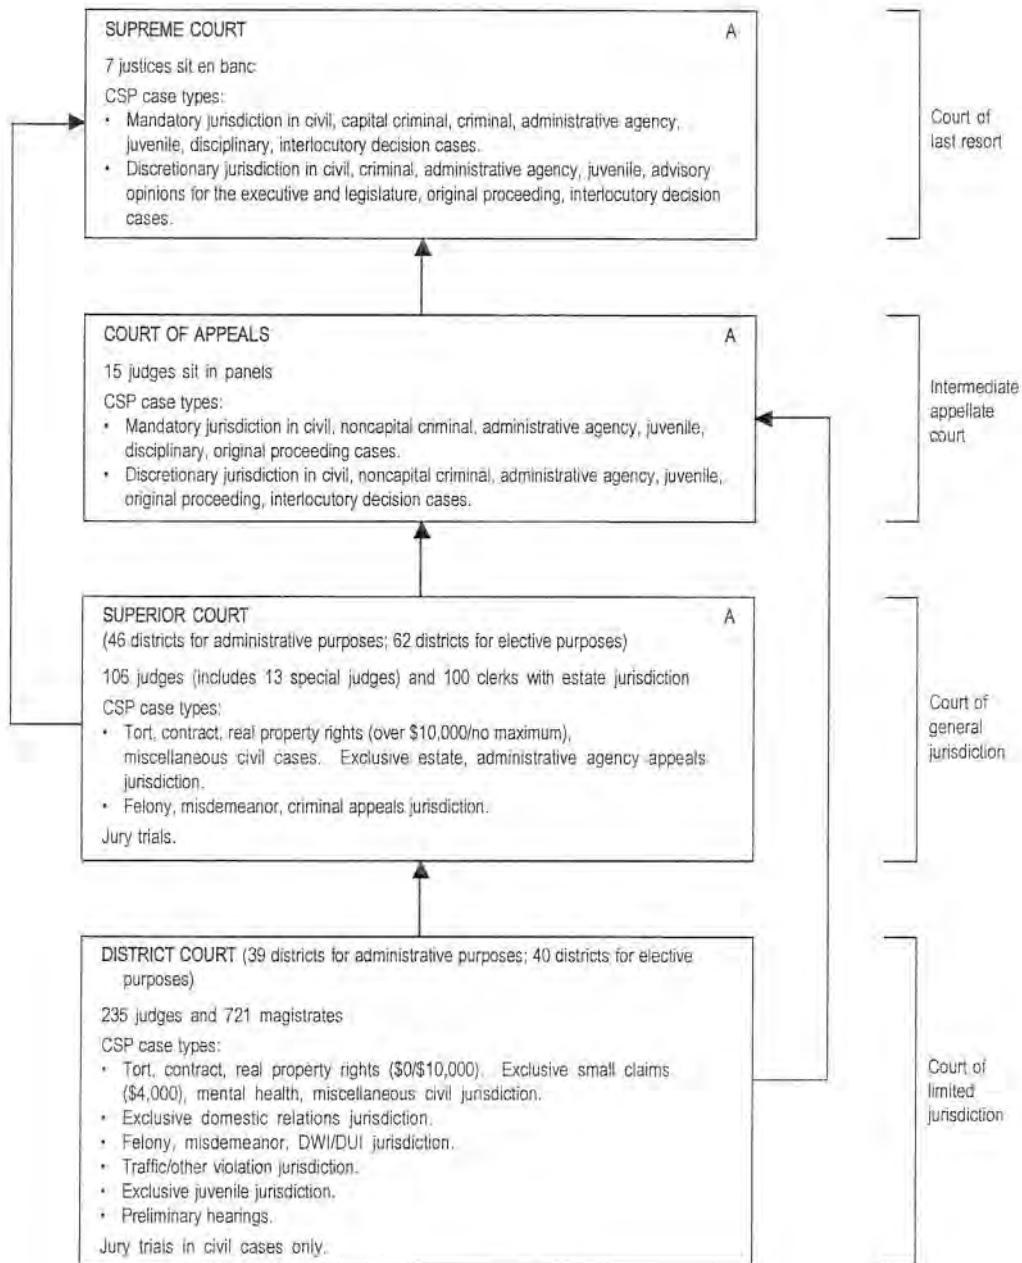 SUPREME COURT A
7 justices sit en banc
CSP case types:
• Mandatory jurisdiction in civil, capital criminal, criminal, administrative agency,
juvenile, disciplinary, interlocutory decision cases.
• Discretionary jurisdiction in civil, criminal, administrative agency, juvenile, advisory
opinions for the executive and legislature, original proceeding, interlocutory decision
cases.
Court of
last resort
COURT OF APPEALS A
15 judges sit in panels
CSP case types:
• Mandatory jurisdiction in civil, noncapital criminal, administrative agency, juvenile,
disciplinary, original proceeding cases.
• Discretionary jurisdiction in civil, noncapital criminal, administrative agency, juvenile,
original proceeding, interlocutory decision cases.
Intermediate
appellate
court
SUPERIOR COURT A
(46 districts for administrative purposes; 62 districts for elective purposes)
106 judges (includes 13 special judges) and 100 clerks with estate jurisdiction
CSP case types:
• Tort, contract, real property rights (over $10,000/no maximum),
miscellaneous civil cases. Exclusive estate, administrative agency appeals
jurisdiction.
• Felony, misdemeanor, criminal appeals jurisdiction.
Jury trials.
Court of
general
jurisdiction
DISTRICT COURT (39 districts for administrative purposes; 40 districts for elective
purposes)
235 judges and 721 magistrates
CSP case types:
• Tort, contract, real property rights ($0/$10,000). Exclusive small claims
($4,000), mental health, miscellaneous civil jurisdiction.
• Exclusive domestic relations jurisdiction.
• Felony, misdemeanor, DWI/DUI jurisdiction.
• Traffic/other violation jurisdiction.
• Exclusive juvenile jurisdiction.
• Preliminary hearings.
Jury trials in civil cases only.
Court of
limited
jurisdiction